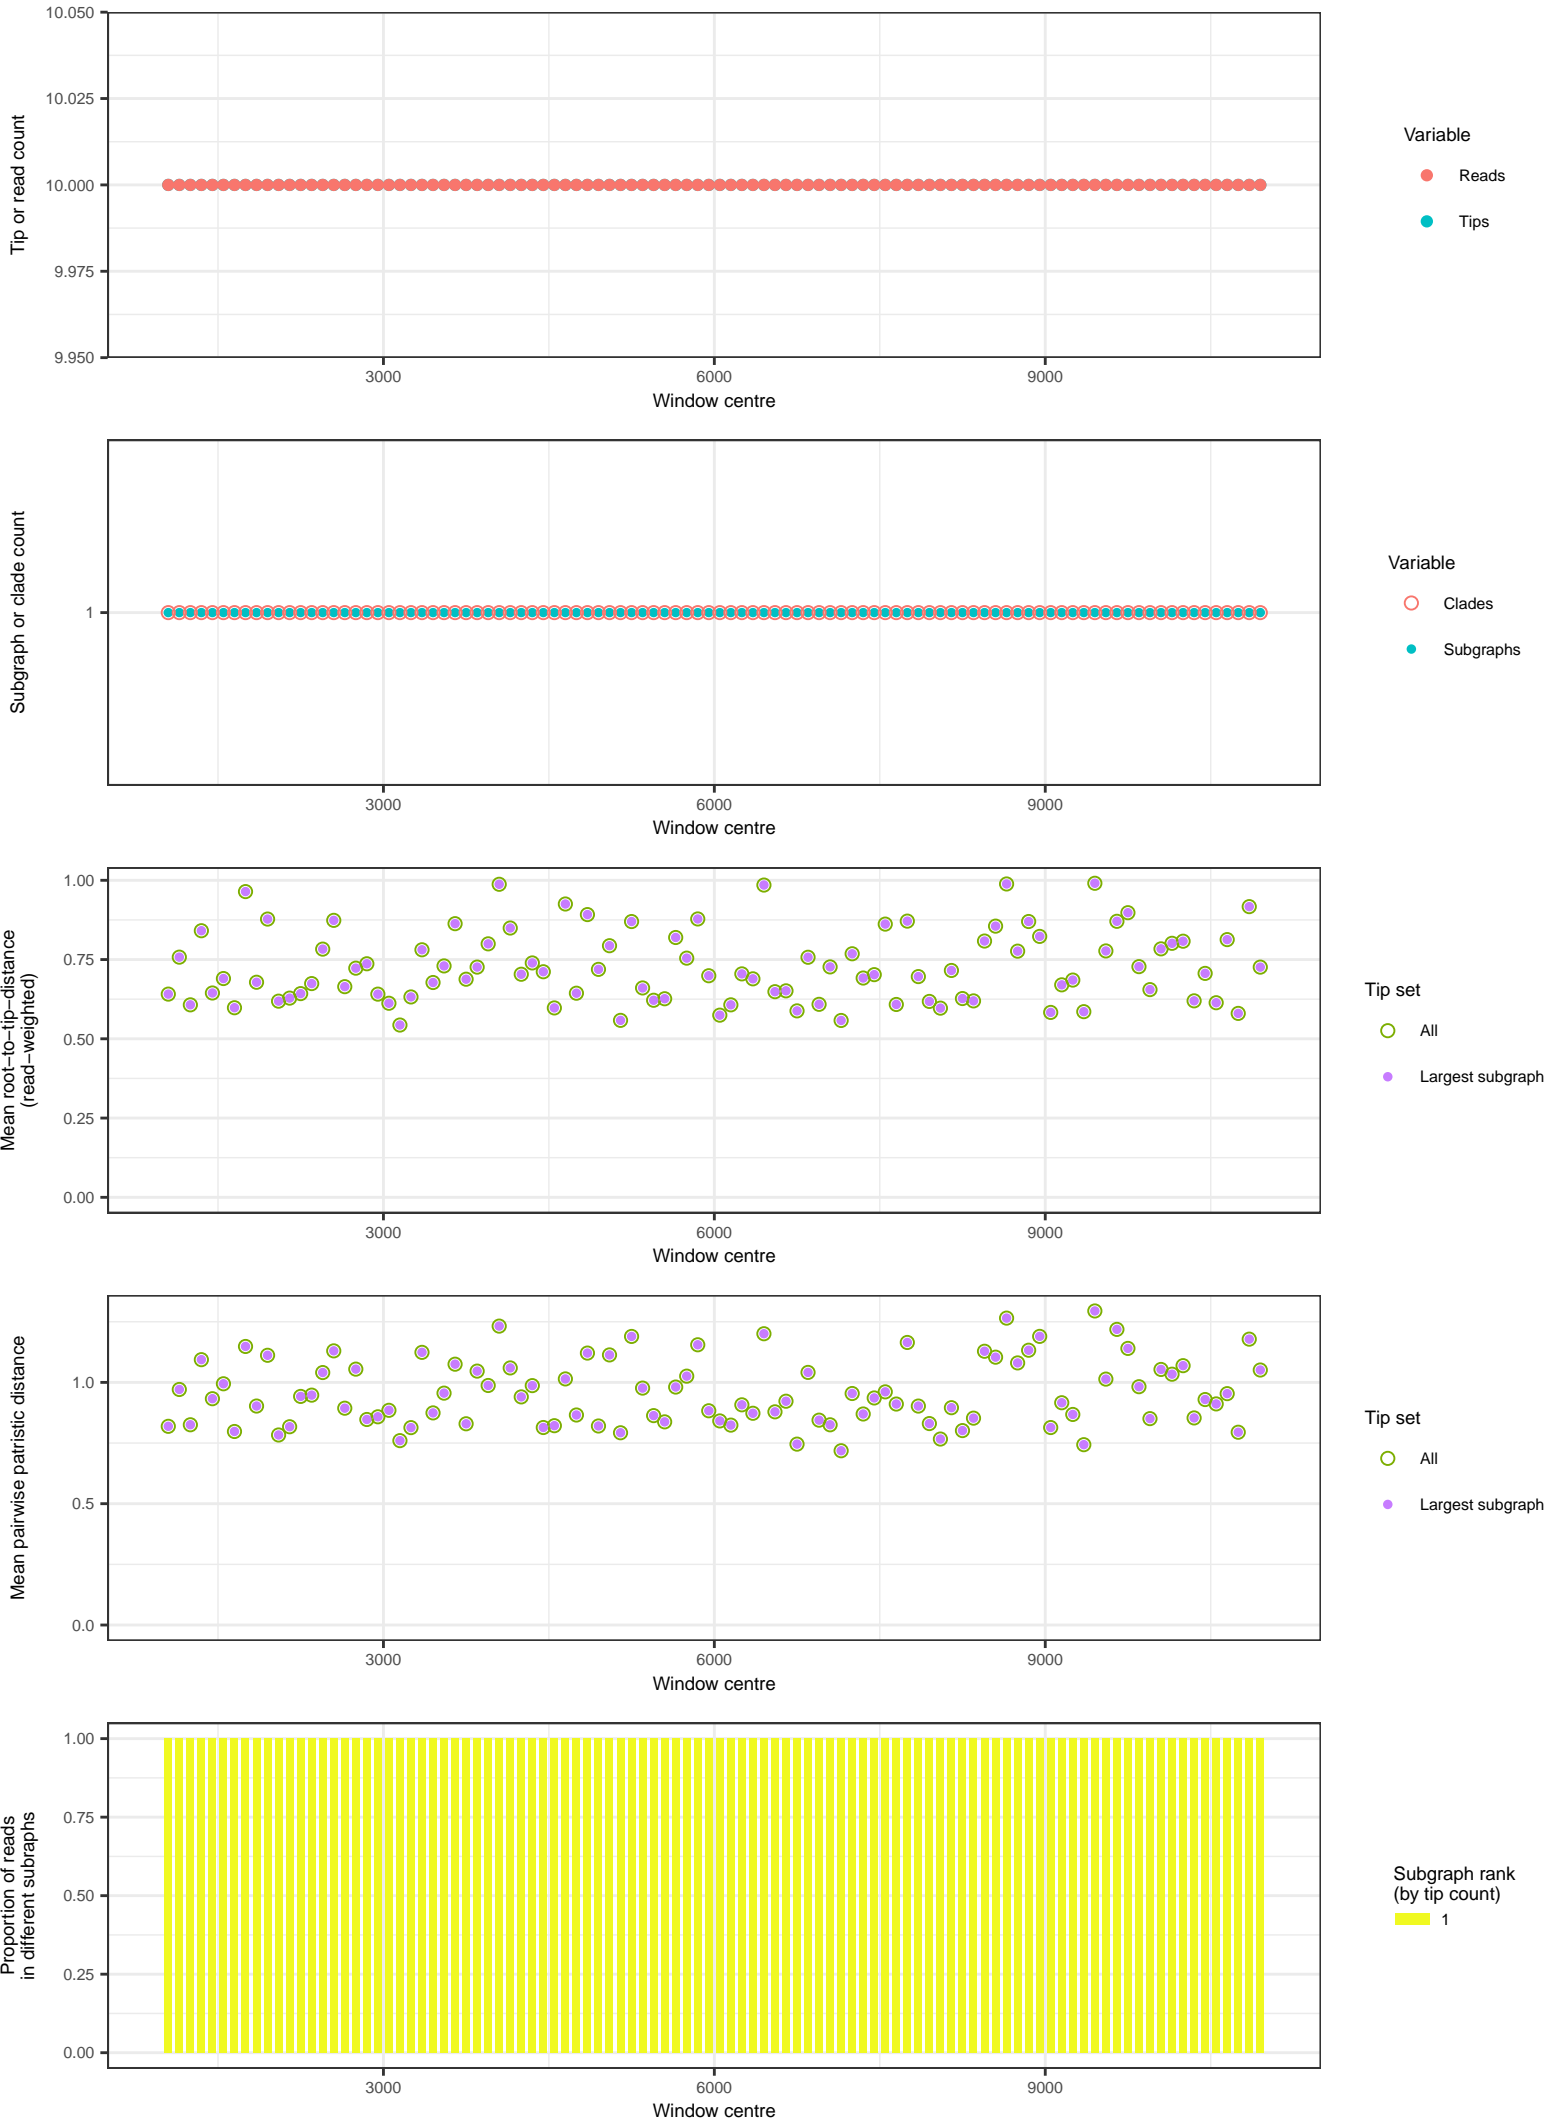 10.050
10.025
10.000
9.975
9.950
Tip or read count
3000 6000 9000
Window centre
Variable
Reads
Tips
1
Subgraph or clade count
3000 6000 9000
Window centre
Variable
Clades
Subgraphs
1.00
0.75
0.50
0.25
0.00
Mean root−to−tip−distance
(read−weighted)
3000 6000 9000
Window centre
Tip set
All
Largest subgraph
1.0
0.5
0.0
Mean pairwise patristic distance
3000 6000 9000
Window centre
Tip set
All
Largest subgraph
1.00
0.75
0.50
0.25
0.00
Proportion of reads
in different subraphs
3000 6000 9000
Window centre
Subgraph rank
(by tip count)
1